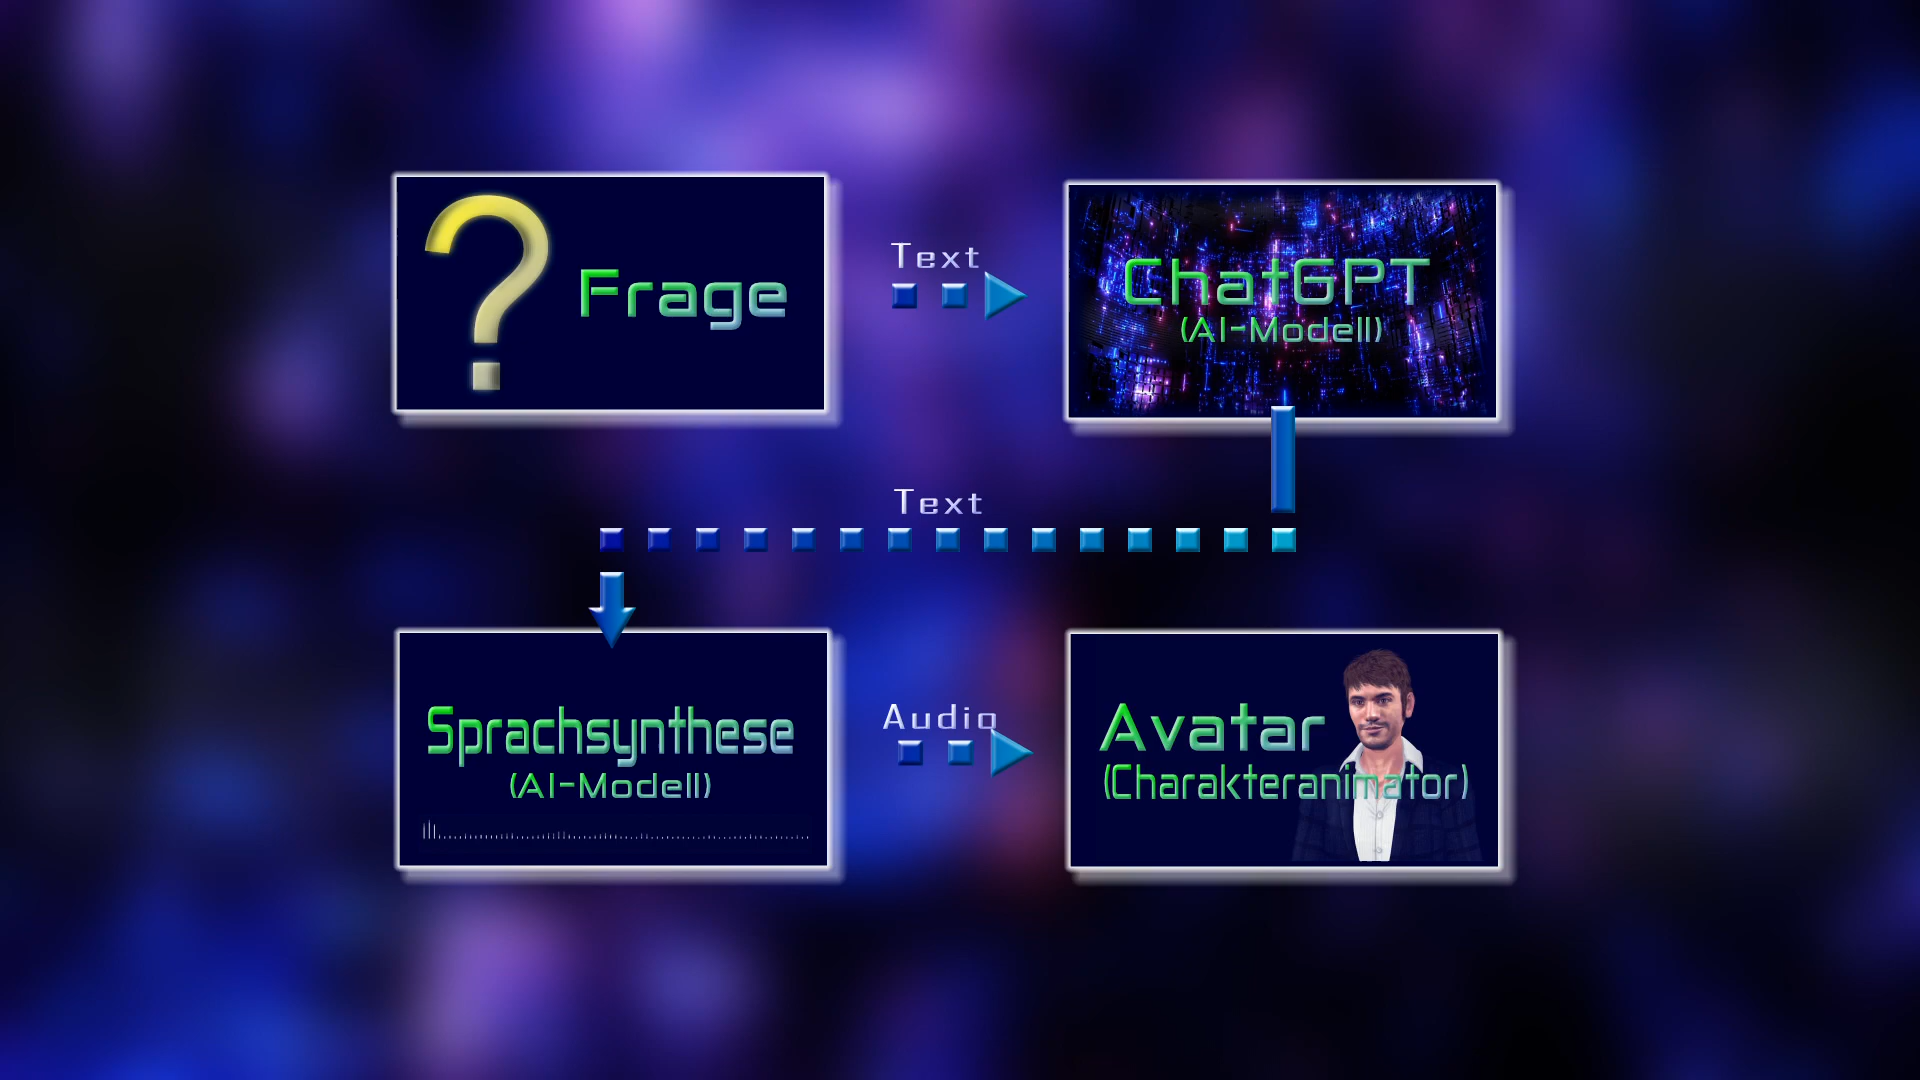 ?
Frage
Text
ChatGPT
(AI-Modell)
Text
Sprachsynthese
(AI-Modell)
Audio
Avatar
(Charakteranimator)